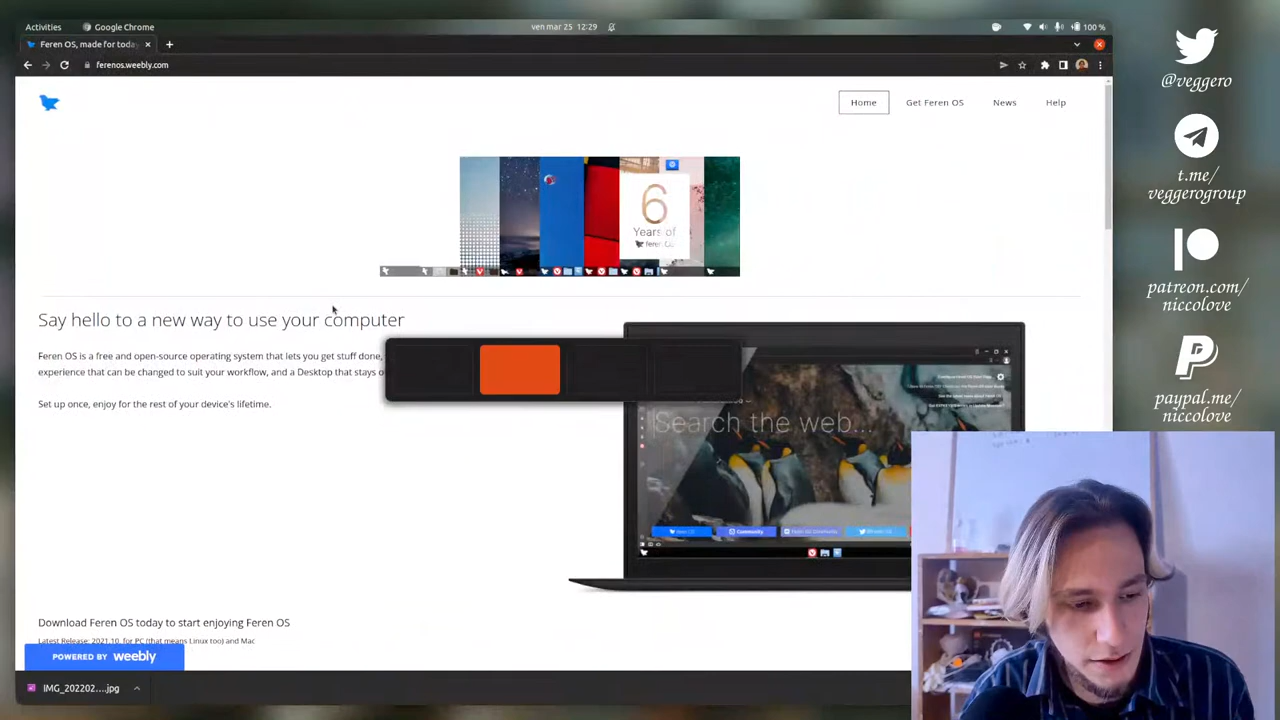 Activities
Google Chrome
ven mar 25 12:29
100 %
Feren OS, made for toda
ferenos.weebly.com
Home
Get Feren OS
News
Help
6
Years of
feren OS
Say hello to a new way to use your computer
Feren OS is a free and open-source operating system that lets you get stuff done,
experience that can be changed to suit your workflow, and a Desktop that stays o
Set up once, enjoy for the rest of your device's lifetime.
Search the web...
Community
Download Feren OS today to start enjoying Feren OS
Latest Release: 2021.10, for PC (that means Linux too) and Mac
POWERED BY weebly
IMG_202202....jpg
@veggero
t.me/
veggerogroup
patreon.com/
niccolove
paypal.me/
niccolove